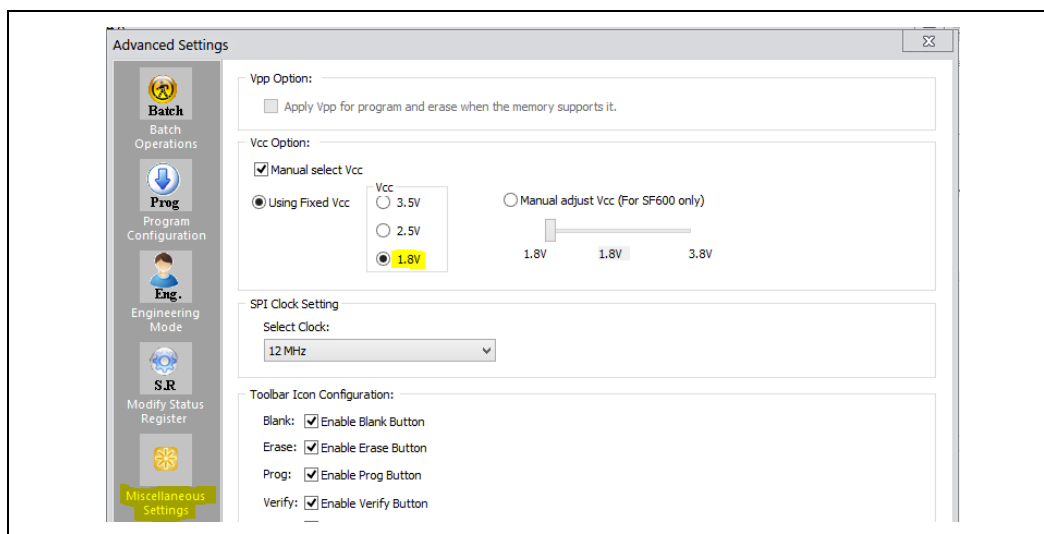 Advanced Settings
Batch
Batch
Operations
Prog
Program
Configuration
Eng.
Engineering
Mode
S.R
Modify Status
Register
Miscellaneous
Settings
Vpp Option:
Apply Vpp for program and erase when the memory supports it.
Vcc Option:
Manual select Vcc
Using Fixed Vcc
Vcc
3.5V
2.5V
1.8V
Manual adjust Vcc (For SF600 only)
1.8V 1.8V 3.8V
SPI Clock Setting
Select Clock:
12 MHz
Toolbar Icon Configuration:
Blank: Enable Blank Button
Erase: Enable Erase Button
Prog: Enable Prog Button
Verify: Enable Verify Button